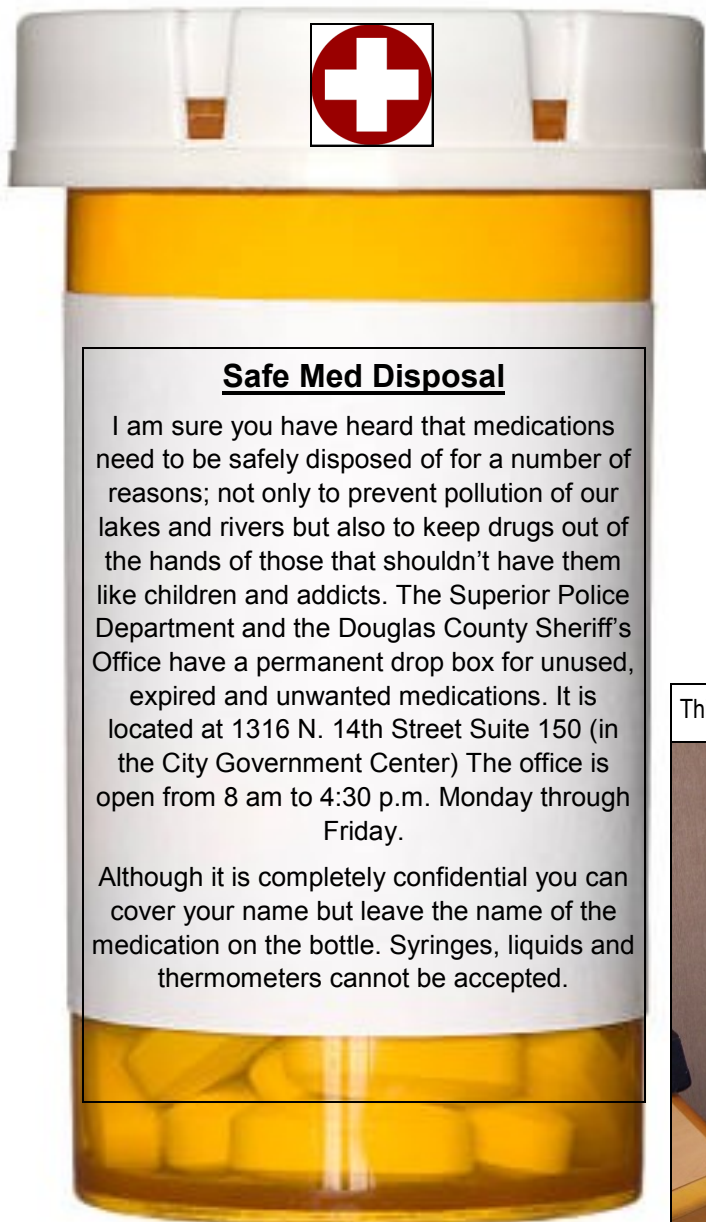 Safe Med Disposal
I am sure you have heard that medications
need to be safely disposed of for a number of
reasons; not only to prevent pollution of our
lakes and rivers but also to keep drugs out of
the hands of those that shouldn’t have them
like children and addicts. The Superior Police
Department and the Douglas County Sheriff’s
Office have a permanent drop box for unused,
expired and unwanted medications. It is
located at 1316 N. 14th Street Suite 150 (in
the City Government Center) The office is
open from 8 am to 4:30 p.m. Monday through
Friday.
Although it is completely confidential you can
cover your name but leave the name of the
medication on the bottle. Syringes, liquids and
thermometers cannot be accepted.